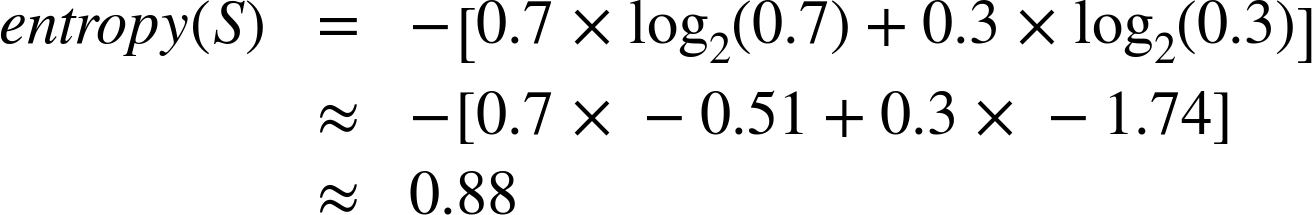 entropy(S) = −[0.7 × log₂(0.7) + 0.3 × log₂(0.3)]
≈ −[0.7 × −0.51 + 0.3 × −1.74]
≈ 0.88